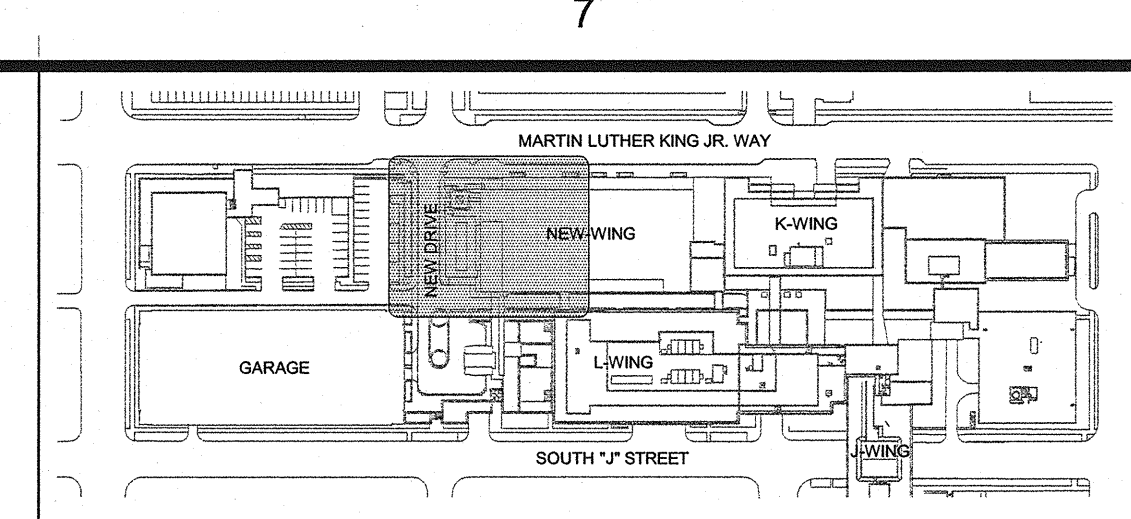 7
MARTIN LUTHER KING JR. WAY
NEW DRIVE
NEW-WING
K-WING
GARAGE
L-WING
J-WING
SOUTH "J" STREET